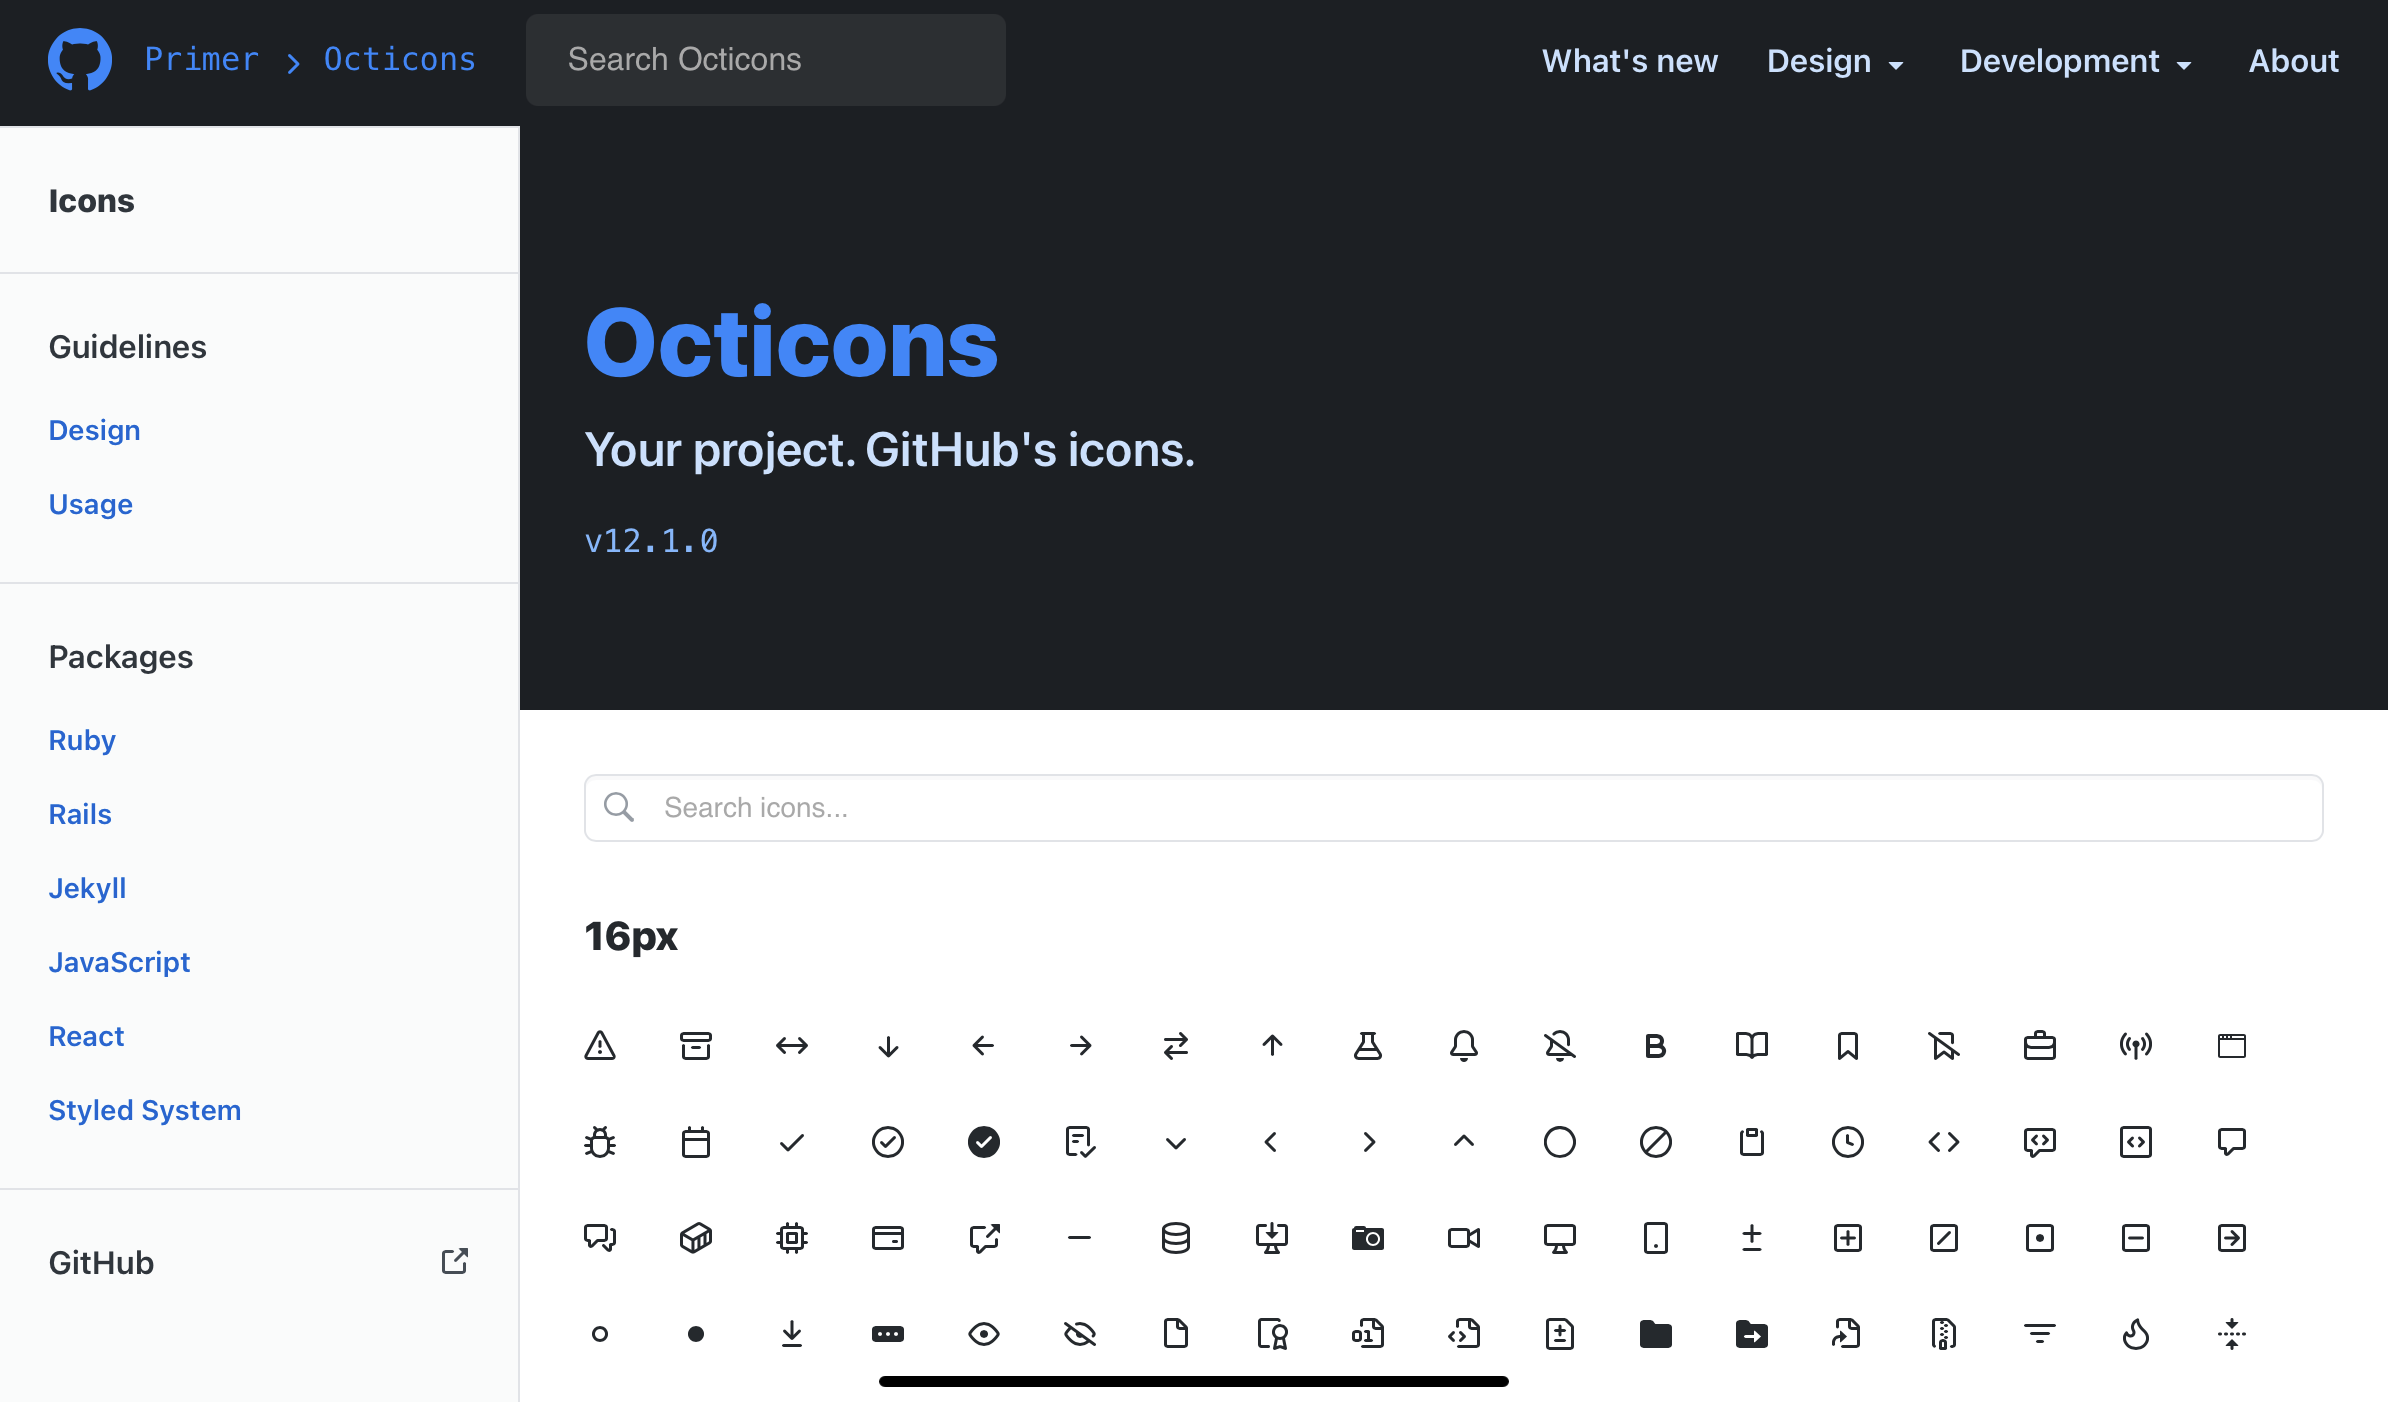 Primer > Octicons
Search Octicons
What's new
Design
Development
About
Icons
Guidelines
Design
Usage
Packages
Ruby
Rails
Jekyll
JavaScript
React
Styled System
GitHub
Octicons
Your project. GitHub's icons.
v12.1.0
Search icons...
16px